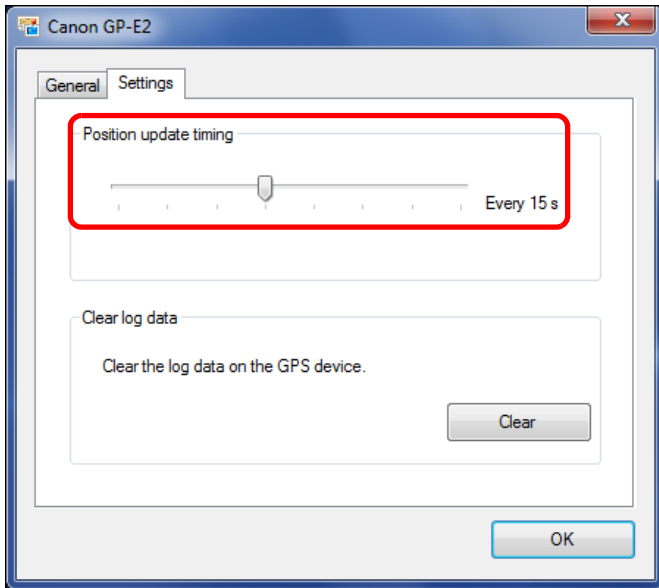 Canon GP-E2
General Settings
Position update timing
Every 15 s
Clear log data
Clear the log data on the GPS device.
Clear
OK